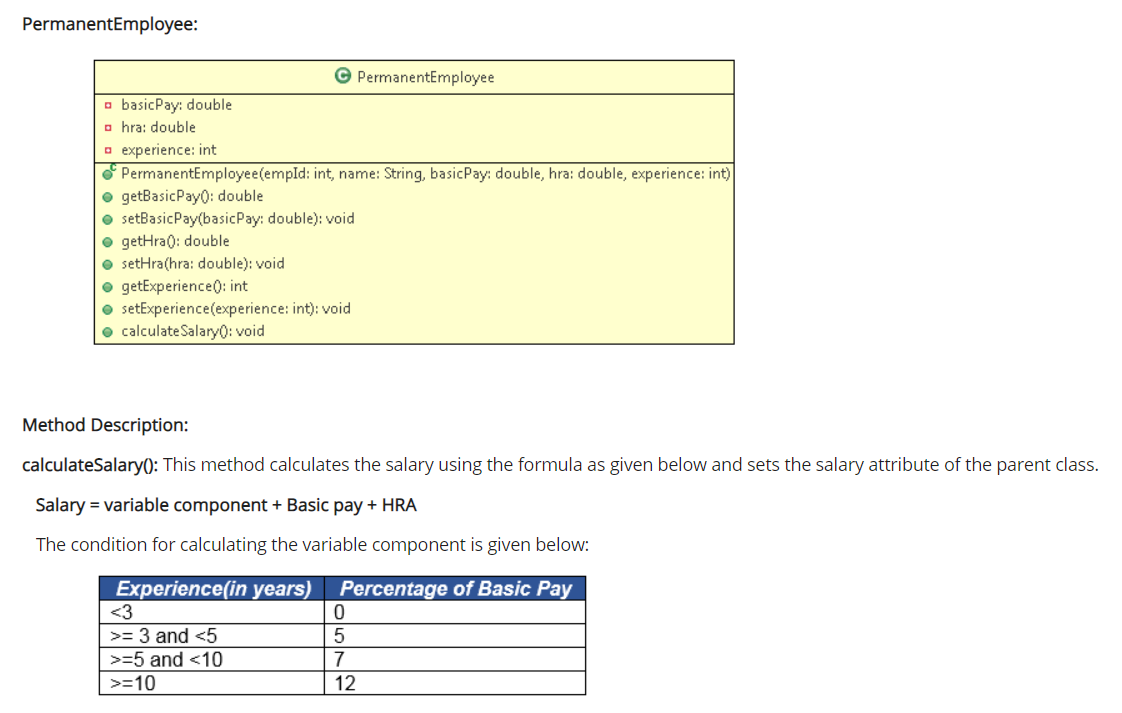 PermanentEmployee:
C PermanentEmployee
basicPay: double
hra: double
experience: int
C PermanentEmployee(empId: int, name: String, basicPay: double, hra: double, experience: int)
getBasicPay(): double
setBasicPay(basicPay: double): void
getHra(): double
setHra(hra: double): void
getExperience(): int
setExperience(experience: int): void
calculateSalary(): void
Method Description:
calculateSalary(): This method calculates the salary using the formula as given below and sets the salary attribute of the parent class.
Salary = variable component + Basic pay + HRA
The condition for calculating the variable component is given below:
Experience(in years) Percentage of Basic Pay
<3 0
>= 3 and <5 5
>=5 and <10 7
>=10 12